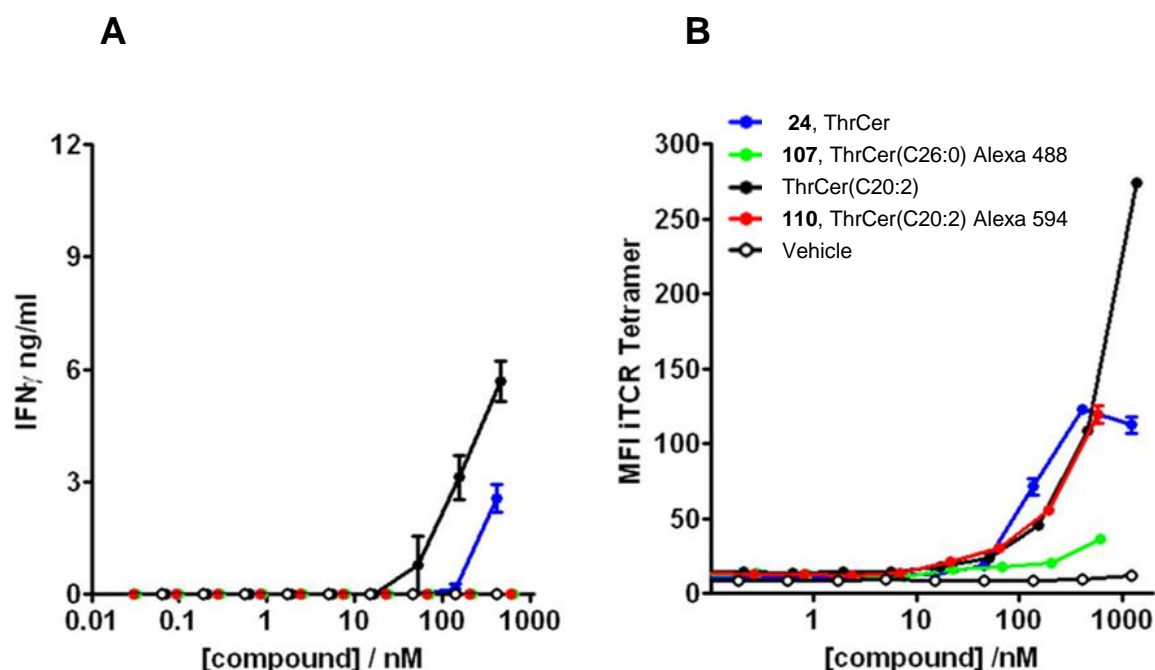 A
B
12
9
6
3
0
IFNγ ng/ml
0.01 0.1 1 10 100 1000
[compound] / nM
24, ThrCer
107, ThrCer(C26:0) Alexa 488
ThrCer(C20:2)
110, ThrCer(C20:2) Alexa 594
Vehicle
300
250
200
150
100
50
0
MFI iTCR Tetramer
1 10 100 1000
[compound] /nM